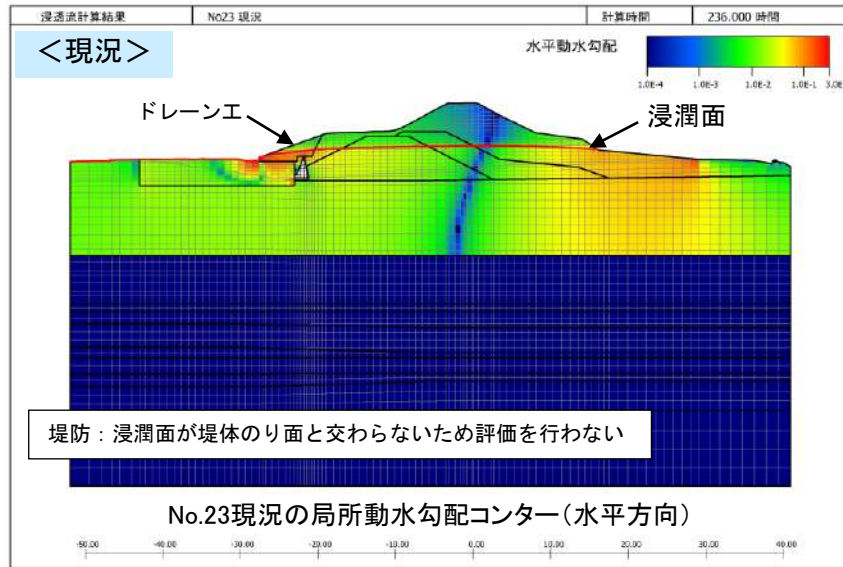 浸透流計算結果 No23 現況 計算時間 236.000 時間
＜現況＞
水平動水勾配
1.0E-4 1.0E-3 1.0E-2 1.0E-1 3.0E
ドレーン工
浸潤面
堤防：浸潤面が堤体のり面と交わらないため評価を行わない
No.23現況の局所動水勾配コンター（水平方向）
-50.00 -40.00 -30.00 -20.00 -10.00 0.00 10.00 20.00 30.00 40.00